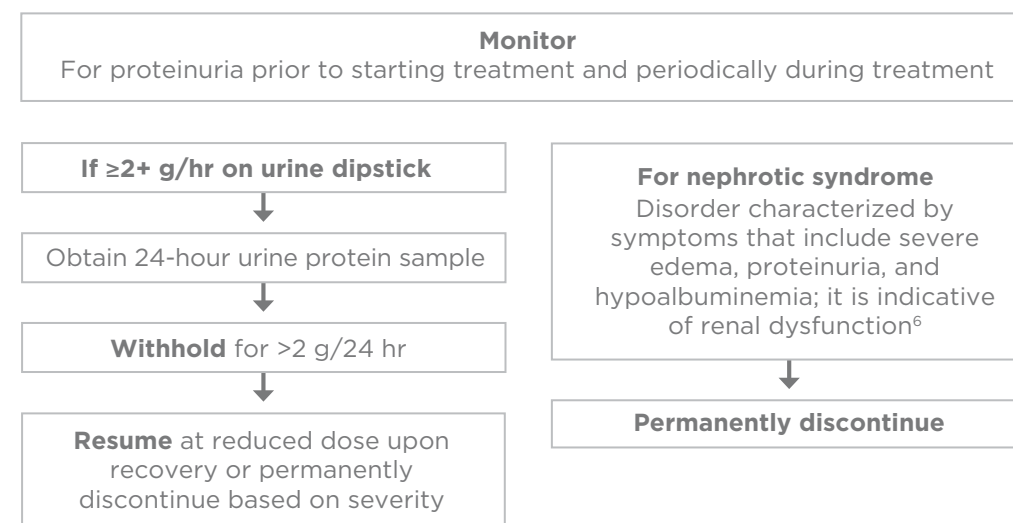 Monitor
For proteinuria prior to starting treatment and periodically during treatment
If ≥2+ g/hr on urine dipstick
Obtain 24-hour urine protein sample
Withhold for >2 g/24 hr
Resume at reduced dose upon
recovery or permanently
discontinue based on severity
For nephrotic syndrome
Disorder characterized by
symptoms that include severe
edema, proteinuria, and
hypoalbuminemia; it is indicative
of renal dysfunction⁶
Permanently discontinue